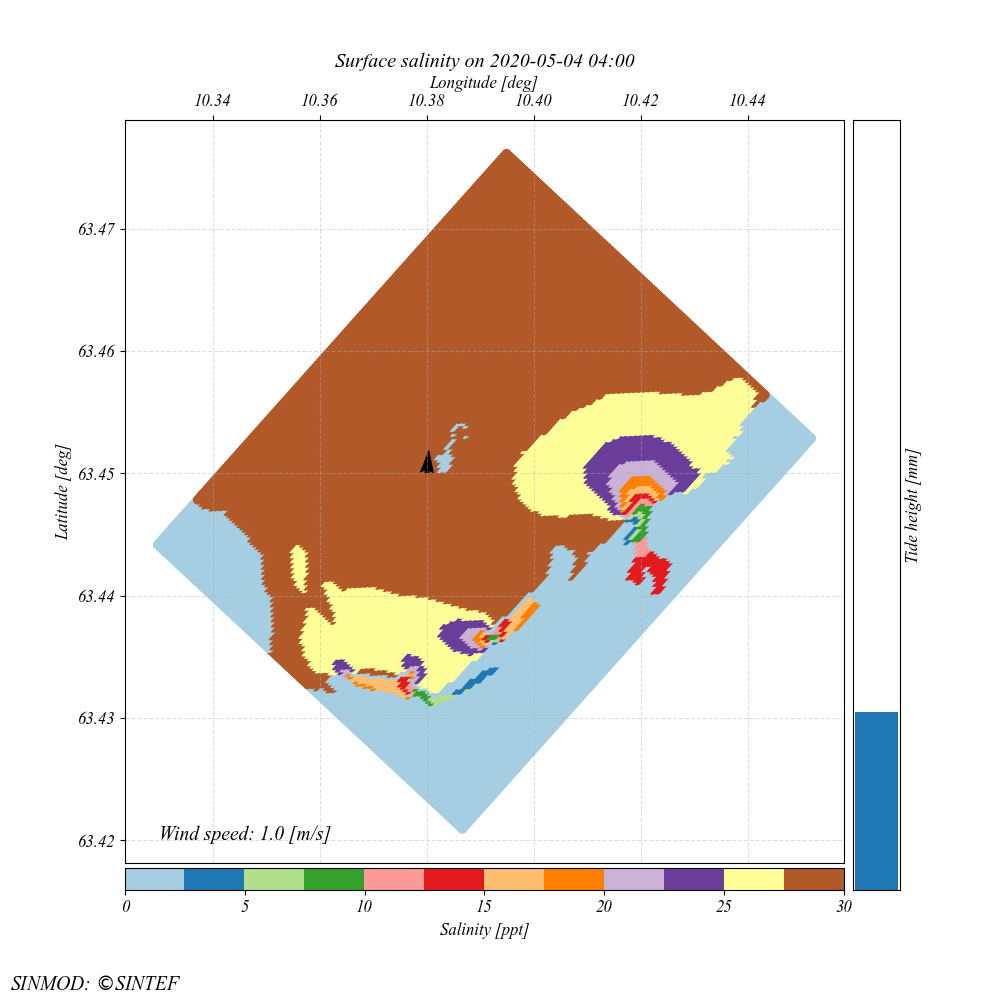 Surface salinity on 2020-05-04 04:00
Longitude [deg]
10.34 10.36 10.38 10.40 10.42 10.44
63.47
63.46
63.45
63.44
63.43
63.42
Latitude [deg]
Tide height [mm]
Wind speed: 1.0 [m/s]
0 5 10 15 20 25 30
Salinity [ppt]
SINMOD: ©SINTEF